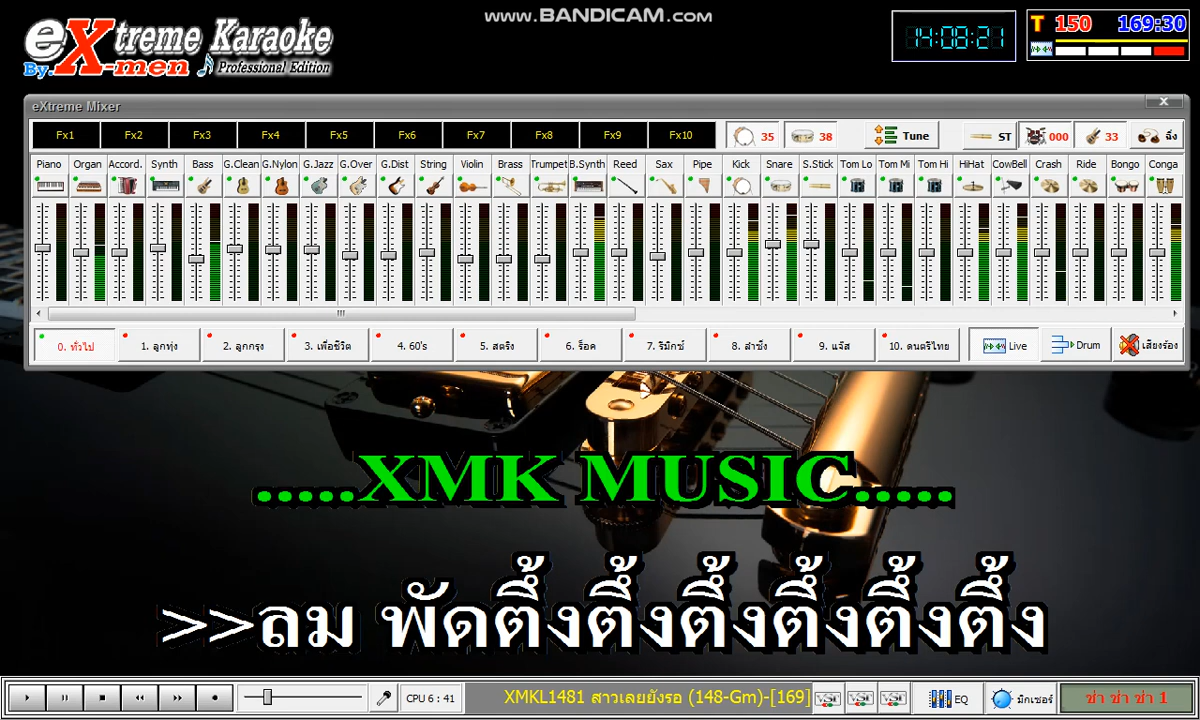 www.BANDICAM.com
eXtreme Karaoke
By.X-men Professional Edition
14:08:21
T 150 169:30
eXtreme Mixer
Fx1 Fx2 Fx3 Fx4 Fx5 Fx6 Fx7 Fx8 Fx9 Fx10 35 38 Tune ST 000 33 ฉิ่ง
Piano Organ Accord. Synth Bass G.Clean G.Nylon G.Jazz G.Over G.Dist String Violin Brass Trumpet B.Synth Reed Sax Pipe Kick Snare S.Stick Tom Lo Tom Mi Tom Hi HiHat CowBell Crash Ride Bongo Conga
0. ทั่วไป 1. ลูกทุ่ง 2. ลูกกรุง 3. เพื่อชีวิต 4. 60's 5. สตริง 6. ร็อค 7. รีมิกซ์ 8. ลำซิ่ง 9. แจ๊ส 10. ดนตรีไทย Live Drum เสียงร้อง
.....XMK MUSIC.....
>>ลม พัดตึ้งตึ้งตึ้งตึ้งตึ้งตึ้ง
CPU 6 : 41 XMKL1481 สาวเลยยังรอ (148-Gm)-[169] VSTi VSTi VSTi EQ มิกเซอร์ ช่า ช่า ช่า 1